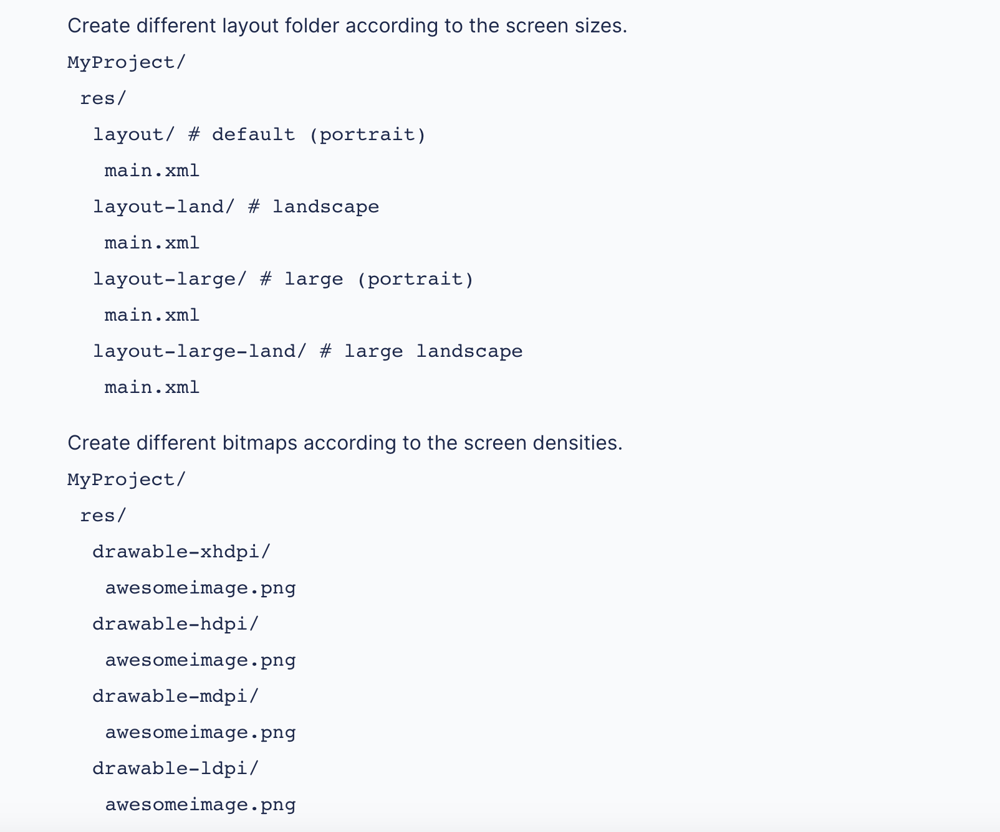 Create different layout folder according to the screen sizes.
MyProject/
res/
layout/ # default (portrait)
main.xml
layout-land/ # landscape
main.xml
layout-large/ # large (portrait)
main.xml
layout-large-land/ # large landscape
main.xml
Create different bitmaps according to the screen densities.
MyProject/
res/
drawable-xhdpi/
awesomeimage.png
drawable-hdpi/
awesomeimage.png
drawable-mdpi/
awesomeimage.png
drawable-ldpi/
awesomeimage.png